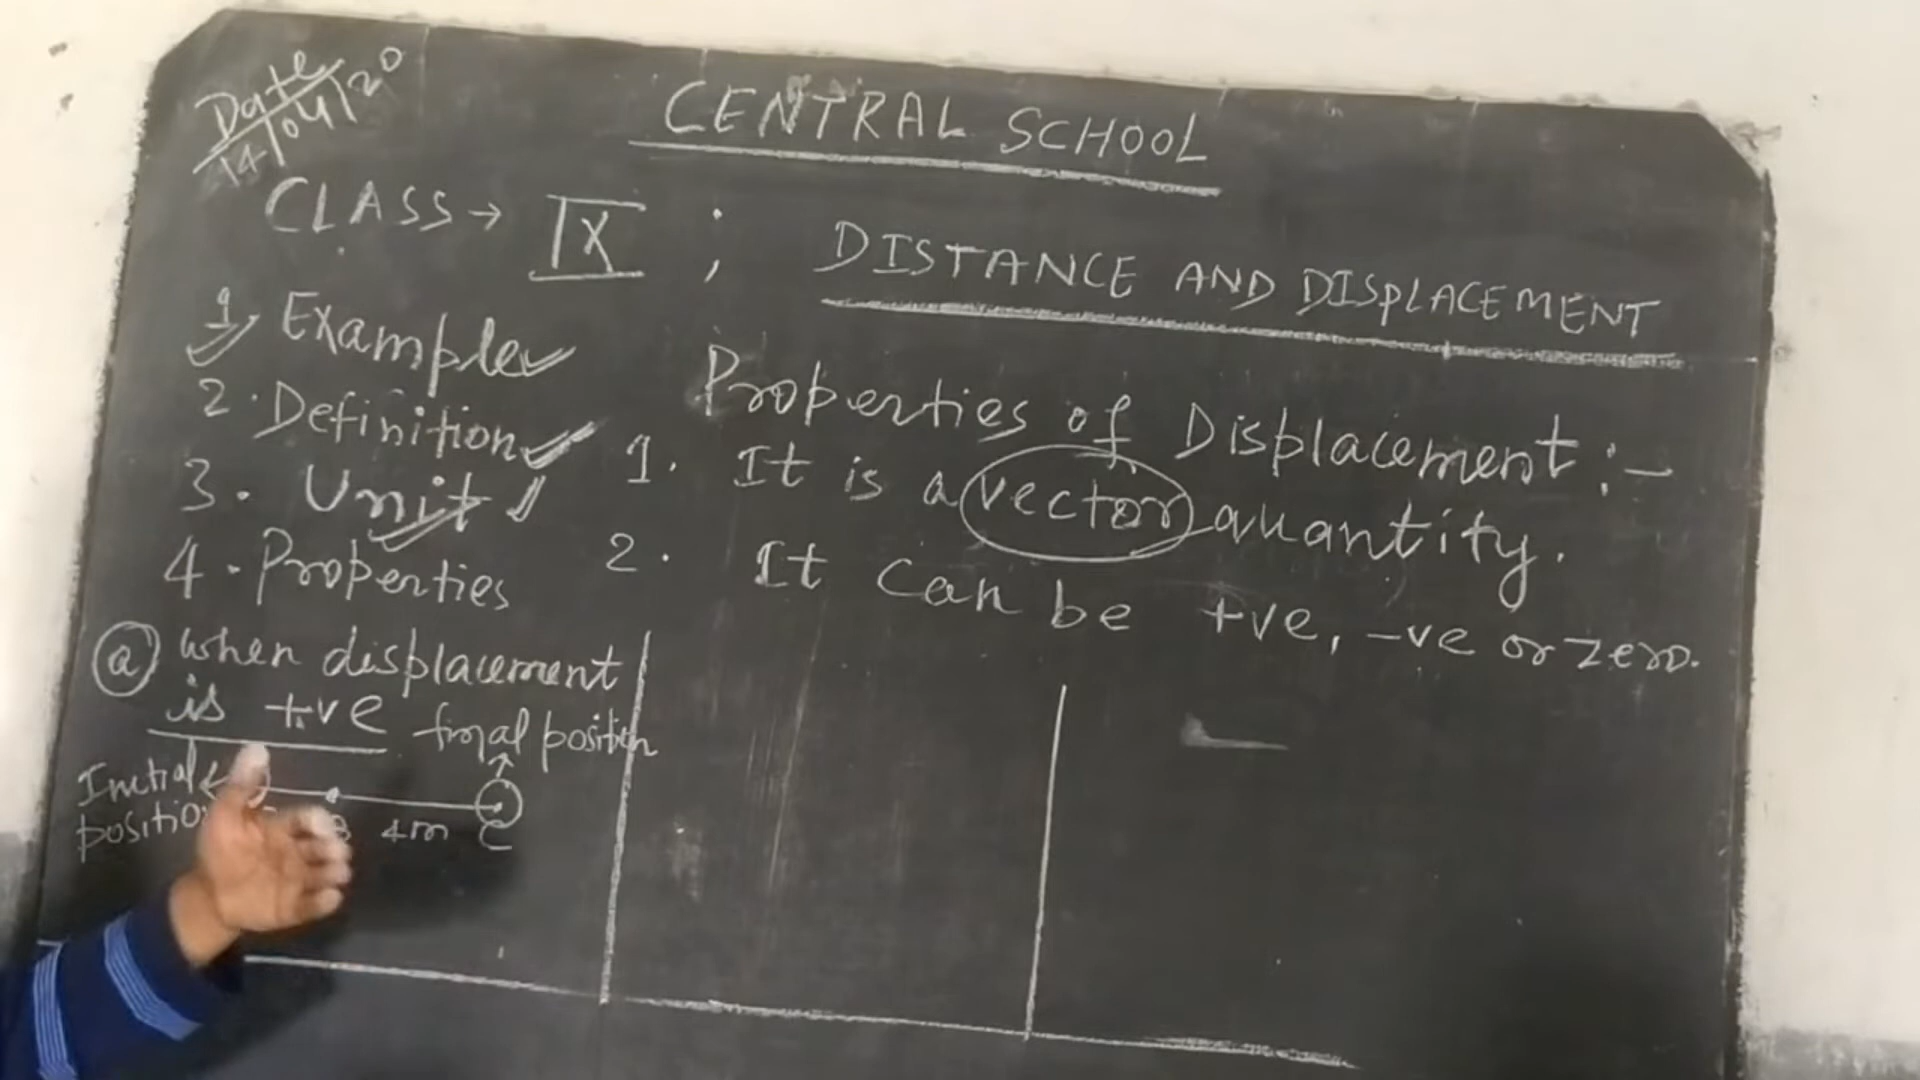 Date
14/04/20
CENTRAL SCHOOL
CLASS → IX ; DISTANCE AND DISPLACEMENT
1, Example
2. Definition
3. Unit
4. Properties
Properties of Displacement :-
1. It is a vector quantity.
2. It can be +ve, -ve or zero.
(a) when displacement
is +ve
final position
Initial
position
B 4m C